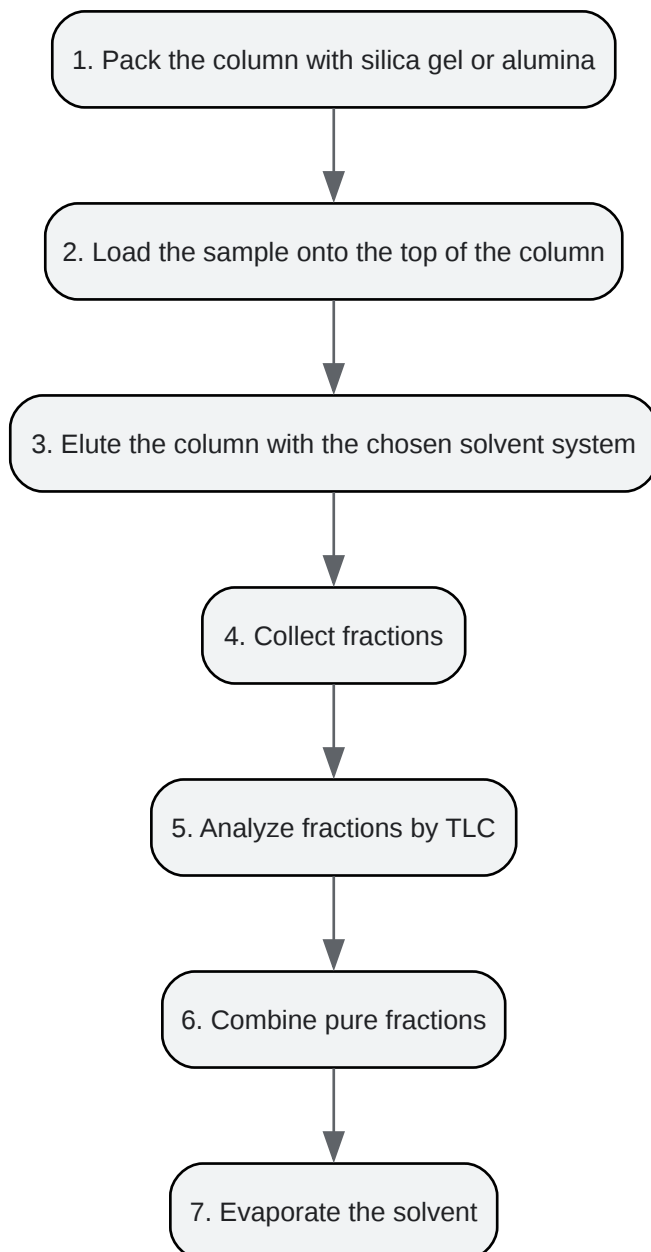 1. Pack the column with silica gel or alumina
2. Load the sample onto the top of the column
3. Elute the column with the chosen solvent system
4. Collect fractions
5. Analyze fractions by TLC
6. Combine pure fractions
7. Evaporate the solvent